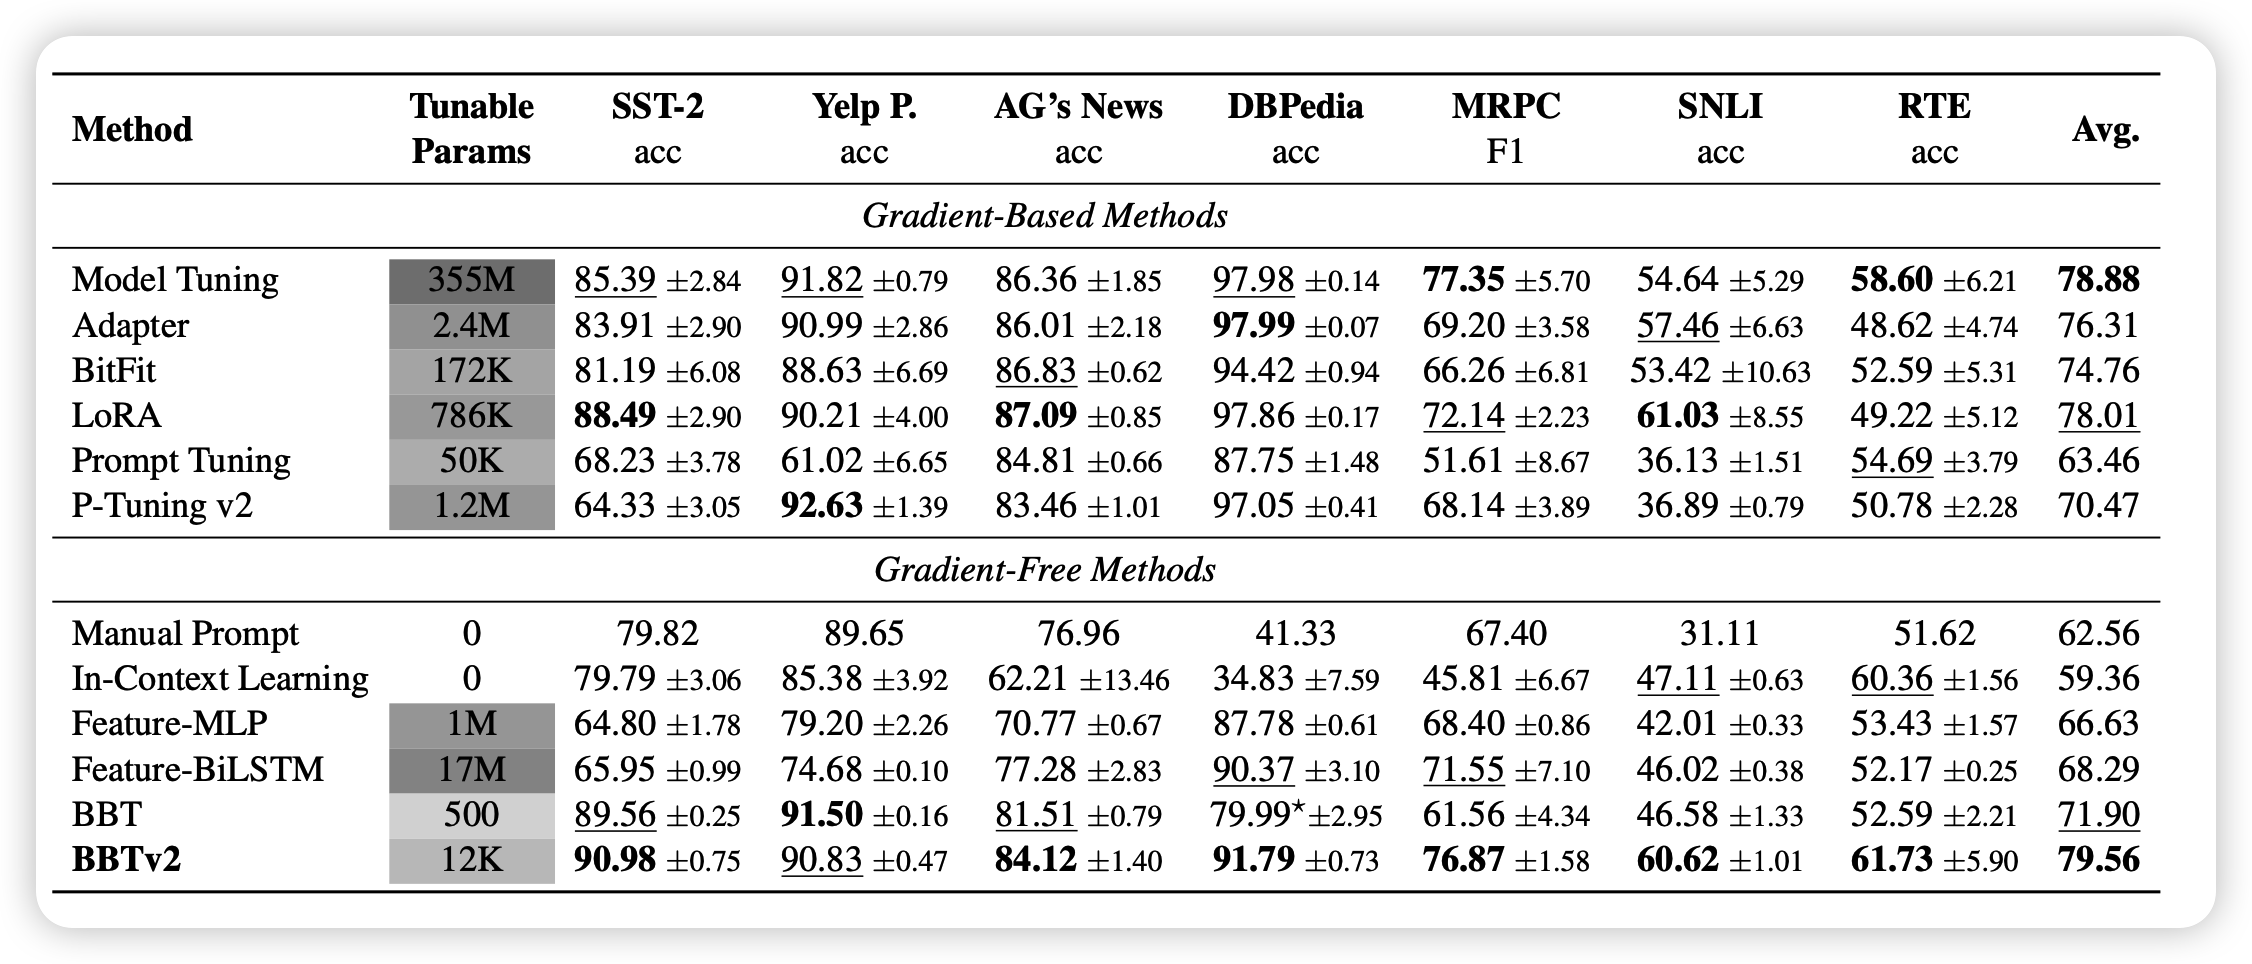 Method Tunable Params SST-2 acc Yelp P. acc AG's News acc DBPedia acc MRPC F1 SNLI acc RTE acc Avg.
Gradient-Based Methods
Model Tuning 355M 85.39 ±2.84 91.82 ±0.79 86.36 ±1.85 97.98 ±0.14 77.35 ±5.70 54.64 ±5.29 58.60 ±6.21 78.88
Adapter 2.4M 83.91 ±2.90 90.99 ±2.86 86.01 ±2.18 97.99 ±0.07 69.20 ±3.58 57.46 ±6.63 48.62 ±4.74 76.31
BitFit 172K 81.19 ±6.08 88.63 ±6.69 86.83 ±0.62 94.42 ±0.94 66.26 ±6.81 53.42 ±10.63 52.59 ±5.31 74.76
LoRA 786K 88.49 ±2.90 90.21 ±4.00 87.09 ±0.85 97.86 ±0.17 72.14 ±2.23 61.03 ±8.55 49.22 ±5.12 78.01
Prompt Tuning 50K 68.23 ±3.78 61.02 ±6.65 84.81 ±0.66 87.75 ±1.48 51.61 ±8.67 36.13 ±1.51 54.69 ±3.79 63.46
P-Tuning v2 1.2M 64.33 ±3.05 92.63 ±1.39 83.46 ±1.01 97.05 ±0.41 68.14 ±3.89 36.89 ±0.79 50.78 ±2.28 70.47
Gradient-Free Methods
Manual Prompt 0 79.82 89.65 76.96 41.33 67.40 31.11 51.62 62.56
In-Context Learning 0 79.79 ±3.06 85.38 ±3.92 62.21 ±13.46 34.83 ±7.59 45.81 ±6.67 47.11 ±0.63 60.36 ±1.56 59.36
Feature-MLP 1M 64.80 ±1.78 79.20 ±2.26 70.77 ±0.67 87.78 ±0.61 68.40 ±0.86 42.01 ±0.33 53.43 ±1.57 66.63
Feature-BiLSTM 17M 65.95 ±0.99 74.68 ±0.10 77.28 ±2.83 90.37 ±3.10 71.55 ±7.10 46.02 ±0.38 52.17 ±0.25 68.29
BBT 500 89.56 ±0.25 91.50 ±0.16 81.51 ±0.79 79.99*±2.95 61.56 ±4.34 46.58 ±1.33 52.59 ±2.21 71.90
BBTv2 12K 90.98 ±0.75 90.83 ±0.47 84.12 ±1.40 91.79 ±0.73 76.87 ±1.58 60.62 ±1.01 61.73 ±5.90 79.56